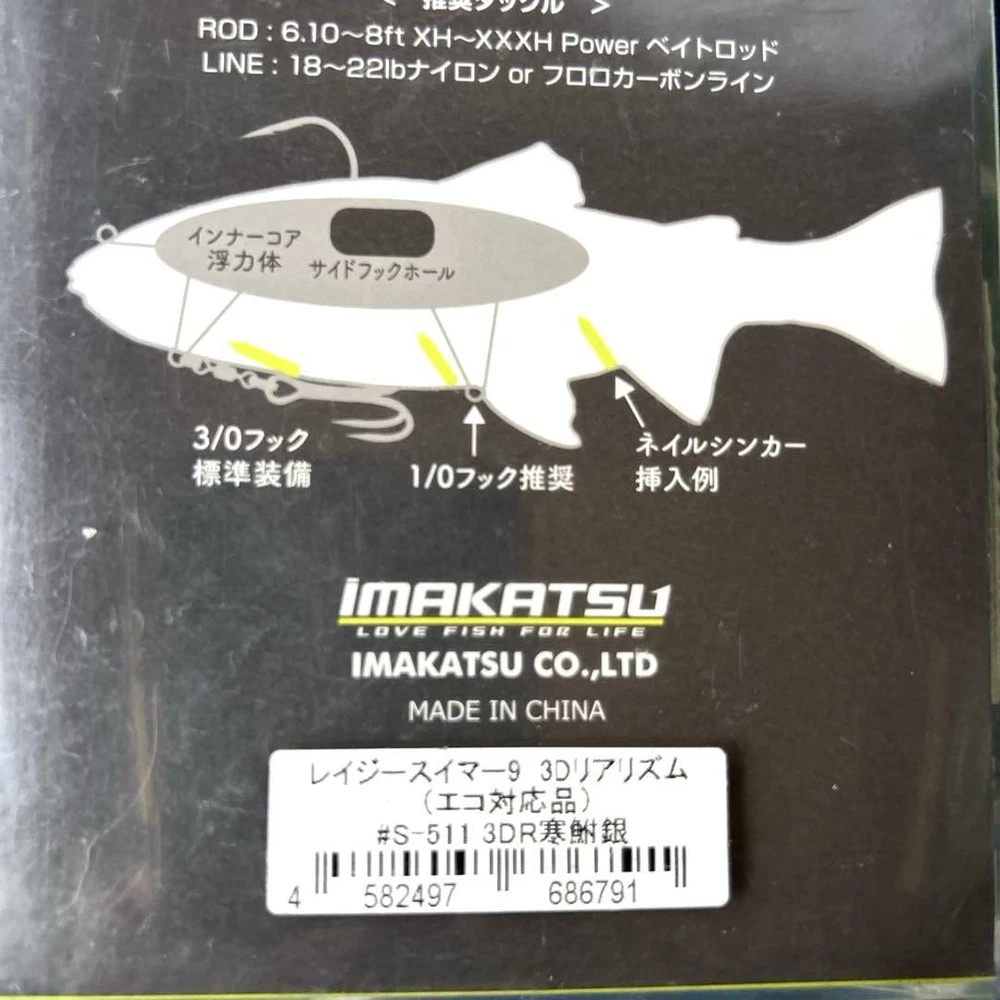 < 推奨タックル >
ROD : 6.10～8ft XH～XXXH Power ベイトロッド
LINE : 18～22lbナイロン or フロロカーボンライン
インナーコア
浮力体
サイドフックホール
3/0フック
標準装備
1/0フック推奨
ネイルシンカー
挿入例
IMAKATSU
LOVE FISH FOR LIFE
IMAKATSU CO.,LTD
MADE IN CHINA
レイジースイマー9 3Dリアリズム
（エコ対応品）
#S-511 3DR寒鮒銀
4 582497 686791